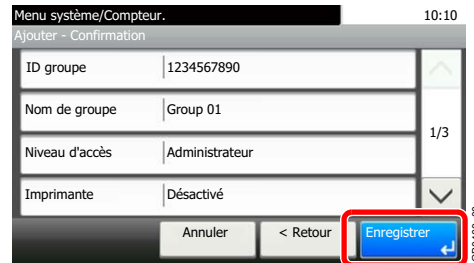 Menu système/Compteur.
10:10
Ajouter - Confirmation
ID groupe 1234567890
Nom de groupe Group 01
Niveau d'accès Administrateur
Imprimante Désactivé
1/3
Annuler
< Retour
Enregistrer